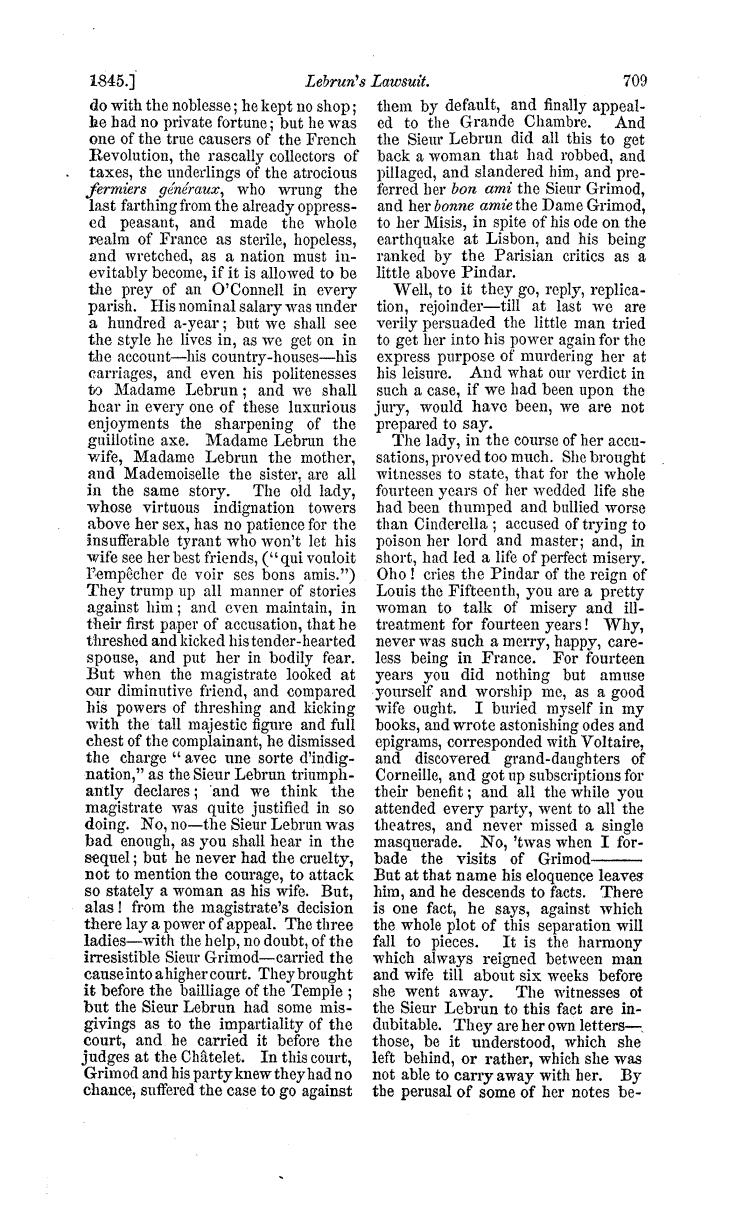 1845.] Lebrun's Lawsuit. 709
do with the noblesse; he kept no shop;
he had no private fortune; but he was
one of the true causers of the French
Revolution, the rascally collectors of
taxes, the underlings of the atrocious
fermiers généraux, who wrung the
last farthing from the already oppress-
ed peasant, and made the whole
realm of France as sterile, hopeless,
and wretched, as a nation must in-
evitably become, if it is allowed to be
the prey of an O'Connell in every
parish. His nominal salary was under
a hundred a-year; but we shall see
the style he lives in, as we get on in
the account—his country-houses—his
carriages, and even his politenesses
to Madame Lebrun; and we shall
hear in every one of these luxurious
enjoyments the sharpening of the
guillotine axe. Madame Lebrun the
wife, Madame Lebrun the mother,
and Mademoiselle the sister, are all
in the same story. The old lady,
whose virtuous indignation towers
above her sex, has no patience for the
insufferable tyrant who won't let his
wife see her best friends, ("qui vouloit
l'empêcher de voir ses bons amis.")
They trump up all manner of stories
against him; and even maintain, in
their first paper of accusation, that he
threshed and kicked his tender-hearted
spouse, and put her in bodily fear.
But when the magistrate looked at
our diminutive friend, and compared
his powers of threshing and kicking
with the tall majestic figure and full
chest of the complainant, he dismissed
the charge "avec une sorte d'indig-
nation," as the Sieur Lebrun triumph-
antly declares; and we think the
magistrate was quite justified in so
doing. No, no—the Sieur Lebrun was
bad enough, as you shall hear in the
sequel; but he never had the cruelty,
not to mention the courage, to attack
so stately a woman as his wife. But,
alas! from the magistrate's decision
there lay a power of appeal. The three
ladies—with the help, no doubt, of the
irresistible Sieur Grimod—carried the
cause into a higher court. They brought
it before the bailliage of the Temple;
but the Sieur Lebrun had some mis-
givings as to the impartiality of the
court, and he carried it before the
judges at the Châtelet. In this court,
Grimod and his party knew they had no
chance, suffered the case to go against
them by default, and finally appeal-
ed to the Grande Chambre. And
the Sieur Lebrun did all this to get
back a woman that had robbed, and
pillaged, and slandered him, and pre-
ferred her bon ami the Sieur Grimod,
and her bonne amie the Dame Grimod,
to her Misis, in spite of his ode on the
earthquake at Lisbon, and his being
ranked by the Parisian critics as a
little above Pindar.
Well, to it they go, reply, replica-
tion, rejoinder—till at last we are
verily persuaded the little man tried
to get her into his power again for the
express purpose of murdering her at
his leisure. And what our verdict in
such a case, if we had been upon the
jury, would have been, we are not
prepared to say.
The lady, in the course of her accu-
sations, proved too much. She brought
witnesses to state, that for the whole
fourteen years of her wedded life she
had been thumped and bullied worse
than Cinderella; accused of trying to
poison her lord and master; and, in
short, had led a life of perfect misery.
Oho! cries the Pindar of the reign of
Louis the Fifteenth, you are a pretty
woman to talk of misery and ill-
treatment for fourteen years! Why,
never was such a merry, happy, care-
less being in France. For fourteen
years you did nothing but amuse
yourself and worship me, as a good
wife ought. I buried myself in my
books, and wrote astonishing odes and
epigrams, corresponded with Voltaire,
and discovered grand-daughters of
Corneille, and got up subscriptions for
their benefit; and all the while you
attended every party, went to all the
theatres, and never missed a single
masquerade. No, 'twas when I for-
bade the visits of Grimod———
But at that name his eloquence leaves
him, and he descends to facts. There
is one fact, he says, against which
the whole plot of this separation will
fall to pieces. It is the harmony
which always reigned between man
and wife till about six weeks before
she went away. The witnesses of
the Sieur Lebrun to this fact are in-
dubitable. They are her own letters—
those, be it understood, which she
left behind, or rather, which she was
not able to carry away with her. By
the perusal of some of her notes be-